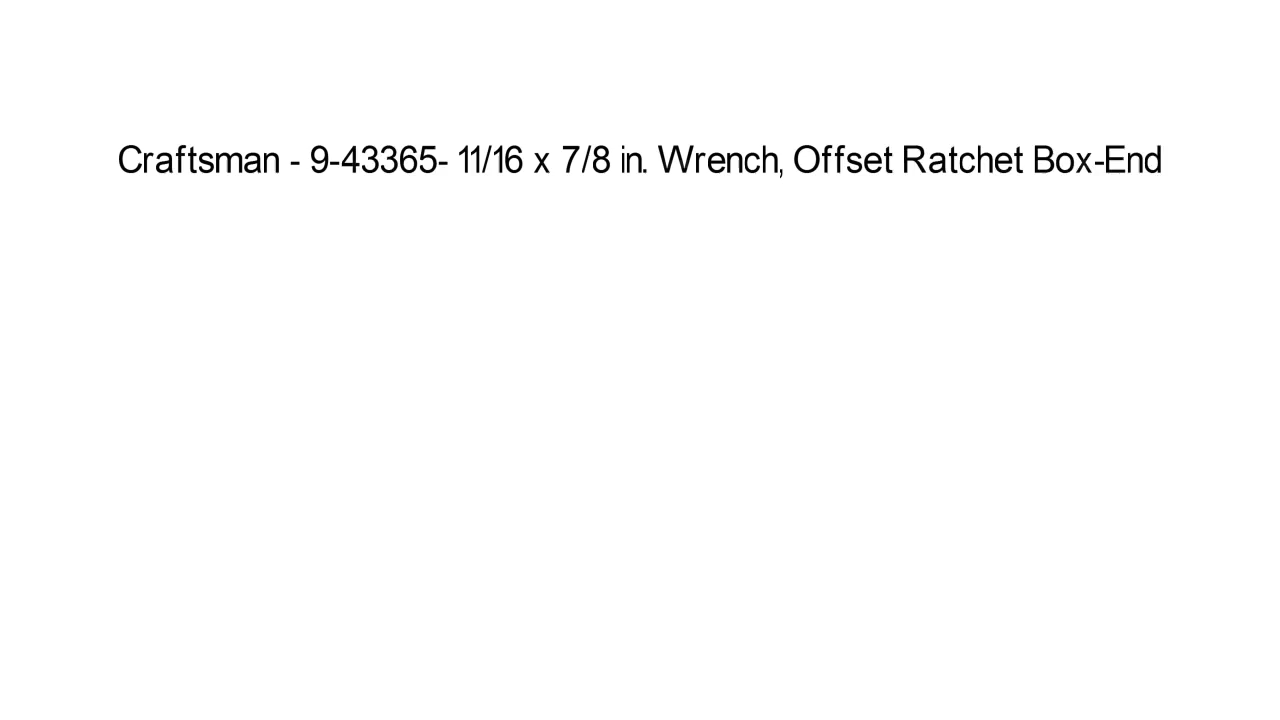 Craftsman - 9-43365- 11/16 x 7/8 in. Wrench, Offset Ratchet Box-End